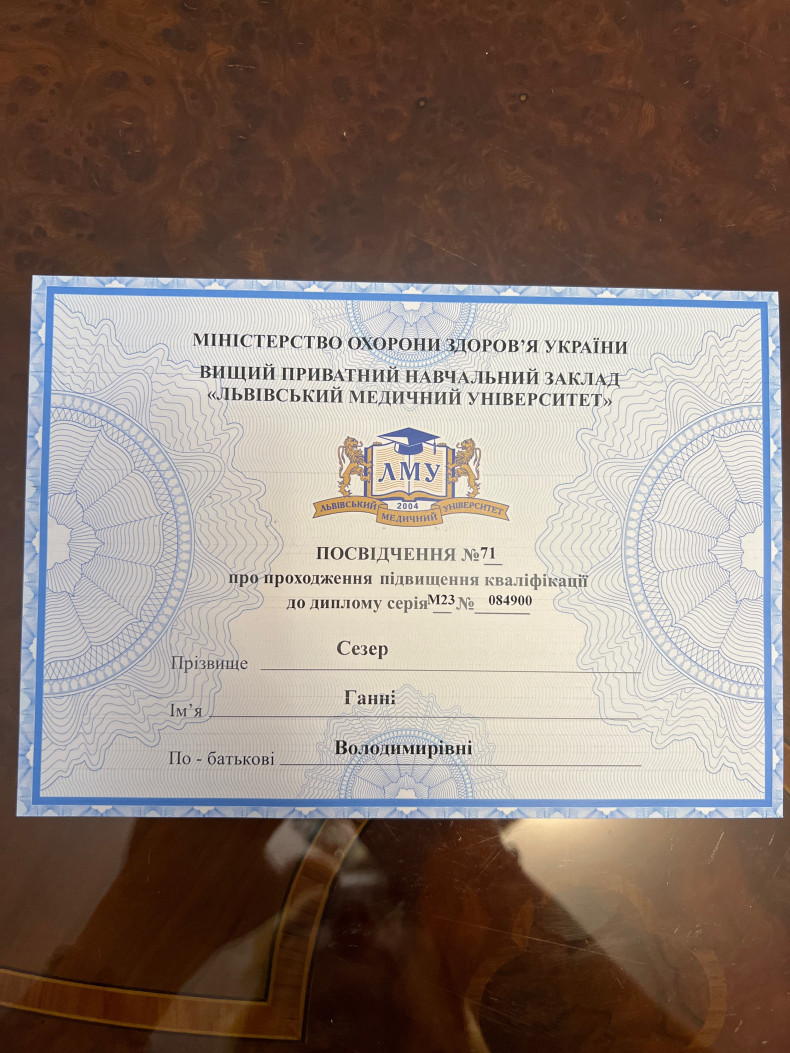 МІНІСТЕРСТВО ОХОРОНИ ЗДОРОВ’Я УКРАЇНИ
ВИЩИЙ ПРИВАТНИЙ НАВЧАЛЬНИЙ ЗАКЛАД
«ЛЬВІВСЬКИЙ МЕДИЧНИЙ УНІВЕРСИТЕТ»
ЛМУ
2004
ЛЬВІВСЬКИЙ МЕДИЧНИЙ УНІВЕРСИТЕТ
ПОСВІДЧЕННЯ №71
про проходження підвищення кваліфікації
до диплому серія М23 № 084900
Прізвище Сезер
Ім’я Ганні
По - батькові Володимирівні